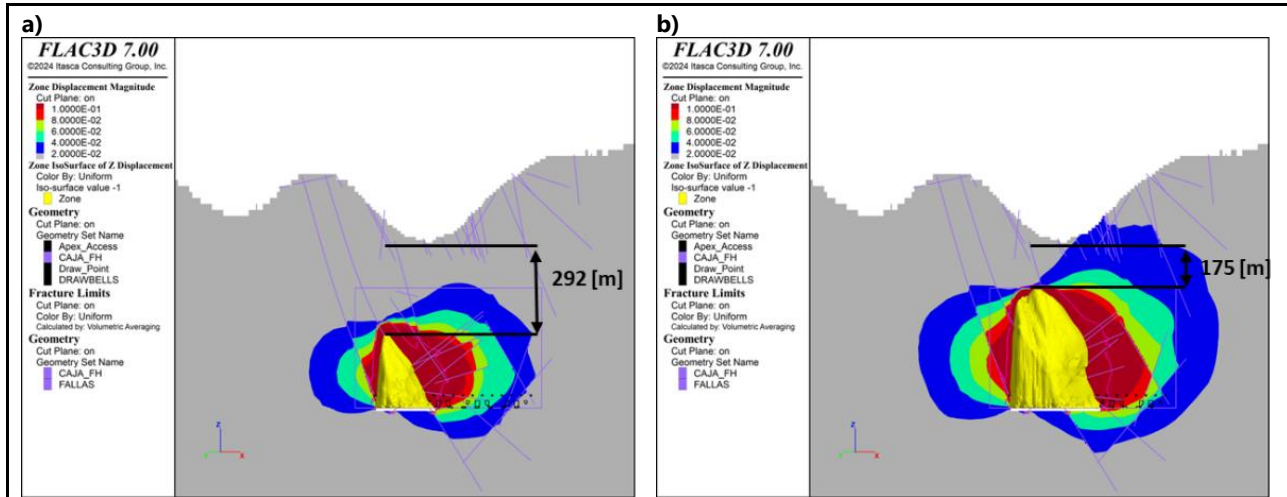 a)
FLAC3D 7.00
©2024 Itasca Consulting Group, Inc.
Zone Displacement Magnitude
Cut Plane: on
1.0000E-01
8.0000E-02
6.0000E-02
4.0000E-02
2.0000E-02
Zone IsoSurface of Z Displacement
Color By: Uniform
Iso-surface value -1
Zone
Geometry
Cut Plane: on
Geometry Set Name
Apex_Access
CAJA_FH
Draw_Point
DRAWBELLS
Fracture Limits
Color By: Uniform
Calculated by: Volumetric Averaging
Geometry
Cut Plane: on
Geometry Set Name
CAJA_FH
FALLAS
292 [m]
Z
Y
X
b)
FLAC3D 7.00
©2024 Itasca Consulting Group, Inc.
Zone Displacement Magnitude
Cut Plane: on
1.0000E-01
8.0000E-02
6.0000E-02
4.0000E-02
2.0000E-02
Zone IsoSurface of Z Displacement
Color By: Uniform
Iso-surface value -1
Zone
Geometry
Cut Plane: on
Geometry Set Name
Apex_Access
CAJA_FH
Draw_Point
DRAWBELLS
Fracture Limits
Color By: Uniform
Calculated by: Volumetric Averaging
Geometry
Cut Plane: on
Geometry Set Name
CAJA_FH
FALLAS
175 [m]
Z
Y
X